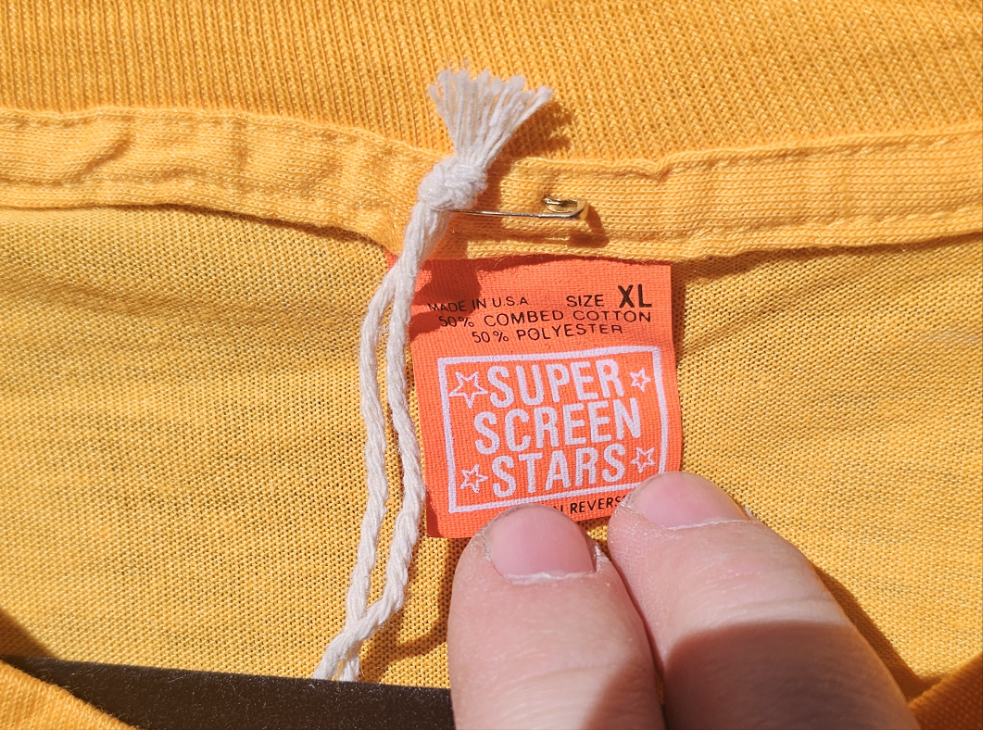 MADE IN U.S.A SIZE XL
50% COMBED COTTON
50% POLYESTER
SUPER
SCREEN
STARS